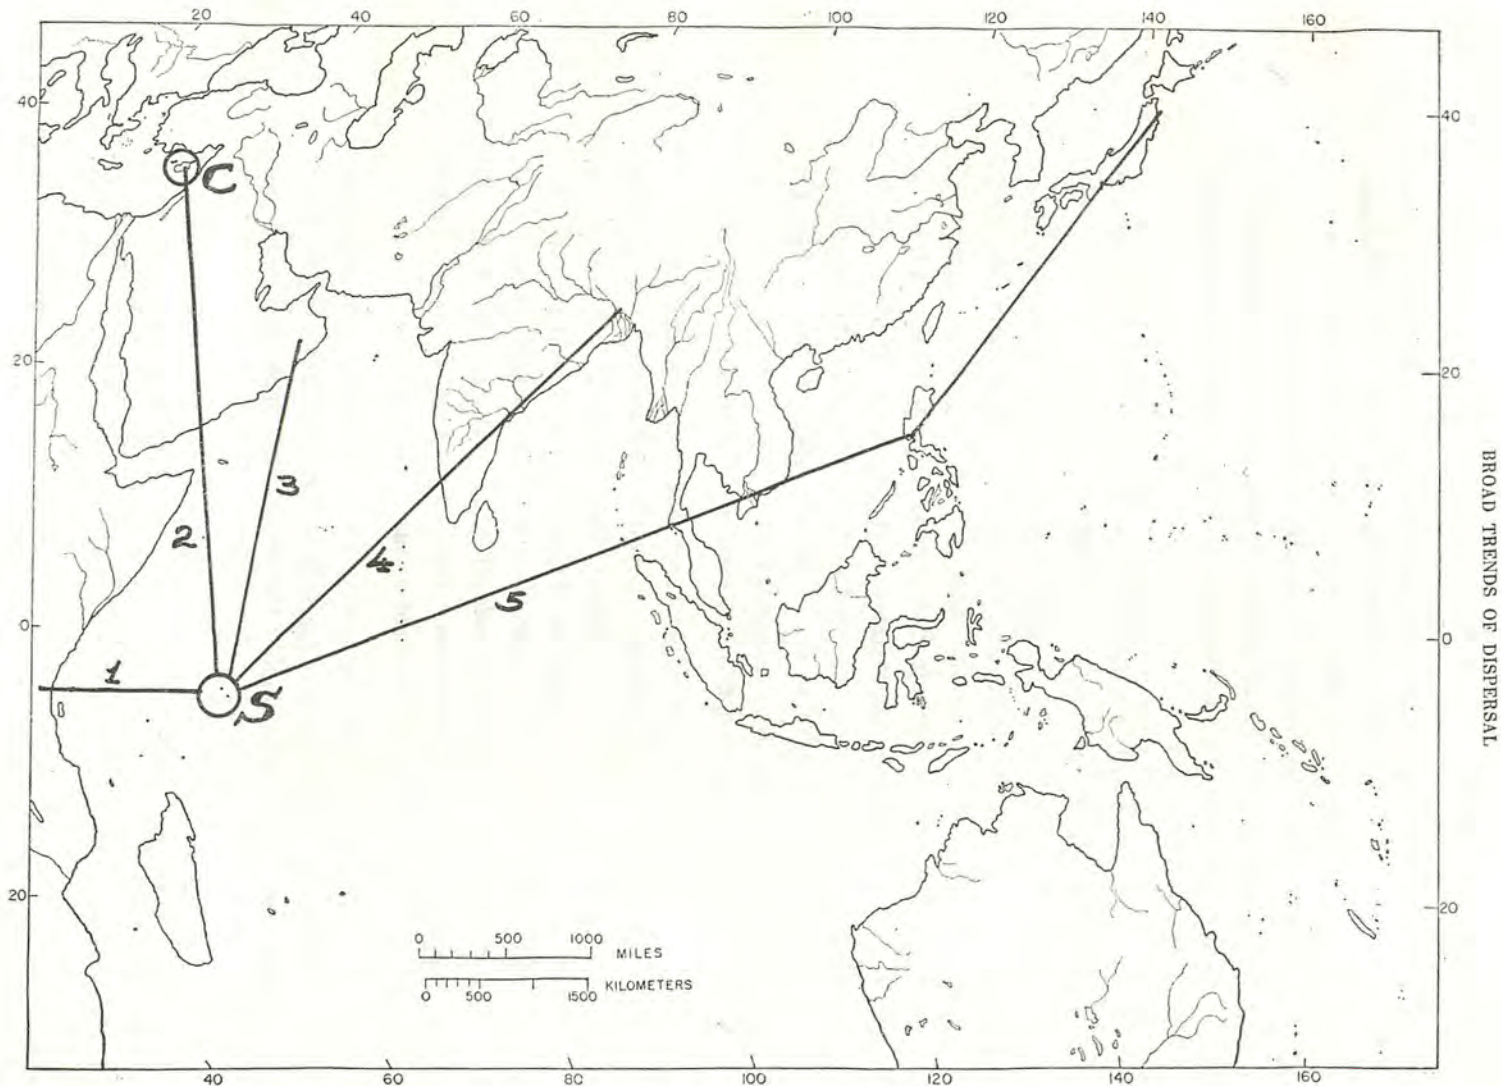 20 40 60 80 100 120 140 160
40 40
C
20 20
3
2
4
5
0 0
1
S
20 20
0 500 1000 MILES
0 500 1500 KILOMETERS
40 60 80 100 120 140 160
BROAD TRENDS OF DISPERSAL